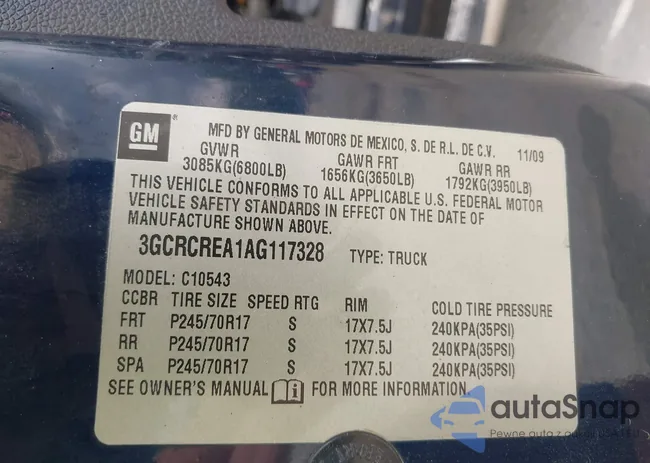 GM
MFD BY GENERAL MOTORS DE MEXICO, S. DE R.L. DE C.V. 11/09
GVWR GAWR FRT GAWR RR
3085KG(6800LB) 1656KG(3650LB) 1792KG(3950LB)
THIS VEHICLE CONFORMS TO ALL APPLICABLE U.S. FEDERAL MOTOR
VEHICLE SAFETY STANDARDS IN EFFECT ON THE DATE OF
MANUFACTURE SHOWN ABOVE.
3GCRCREA1AG117328 TYPE: TRUCK
MODEL: C10543
CCBR TIRE SIZE SPEED RTG RIM COLD TIRE PRESSURE
FRT P245/70R17 S 17X7.5J 240KPA(35PSI)
RR P245/70R17 S 17X7.5J 240KPA(35PSI)
SPA P245/70R17 S 17X7.5J 240KPA(35PSI)
SEE OWNER'S MANUAL FOR MORE INFORMATION.
autaSnap
Pewne auta z